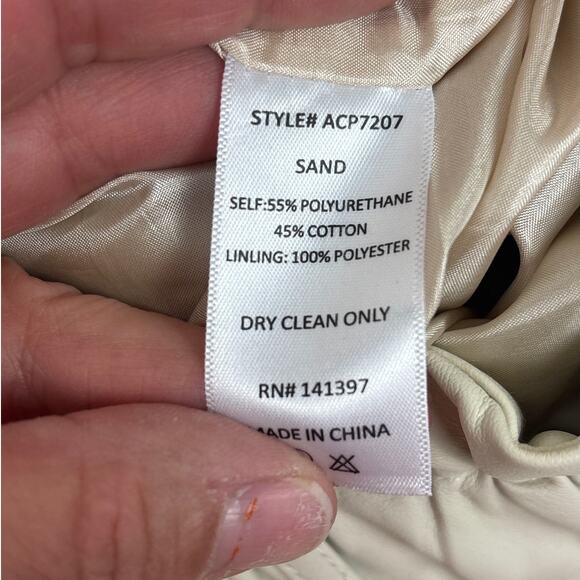 STYLE# ACP7207
SAND
SELF:55% POLYURETHANE
45% COTTON
LINLING: 100% POLYESTER
DRY CLEAN ONLY
RN# 141397
MADE IN CHINA